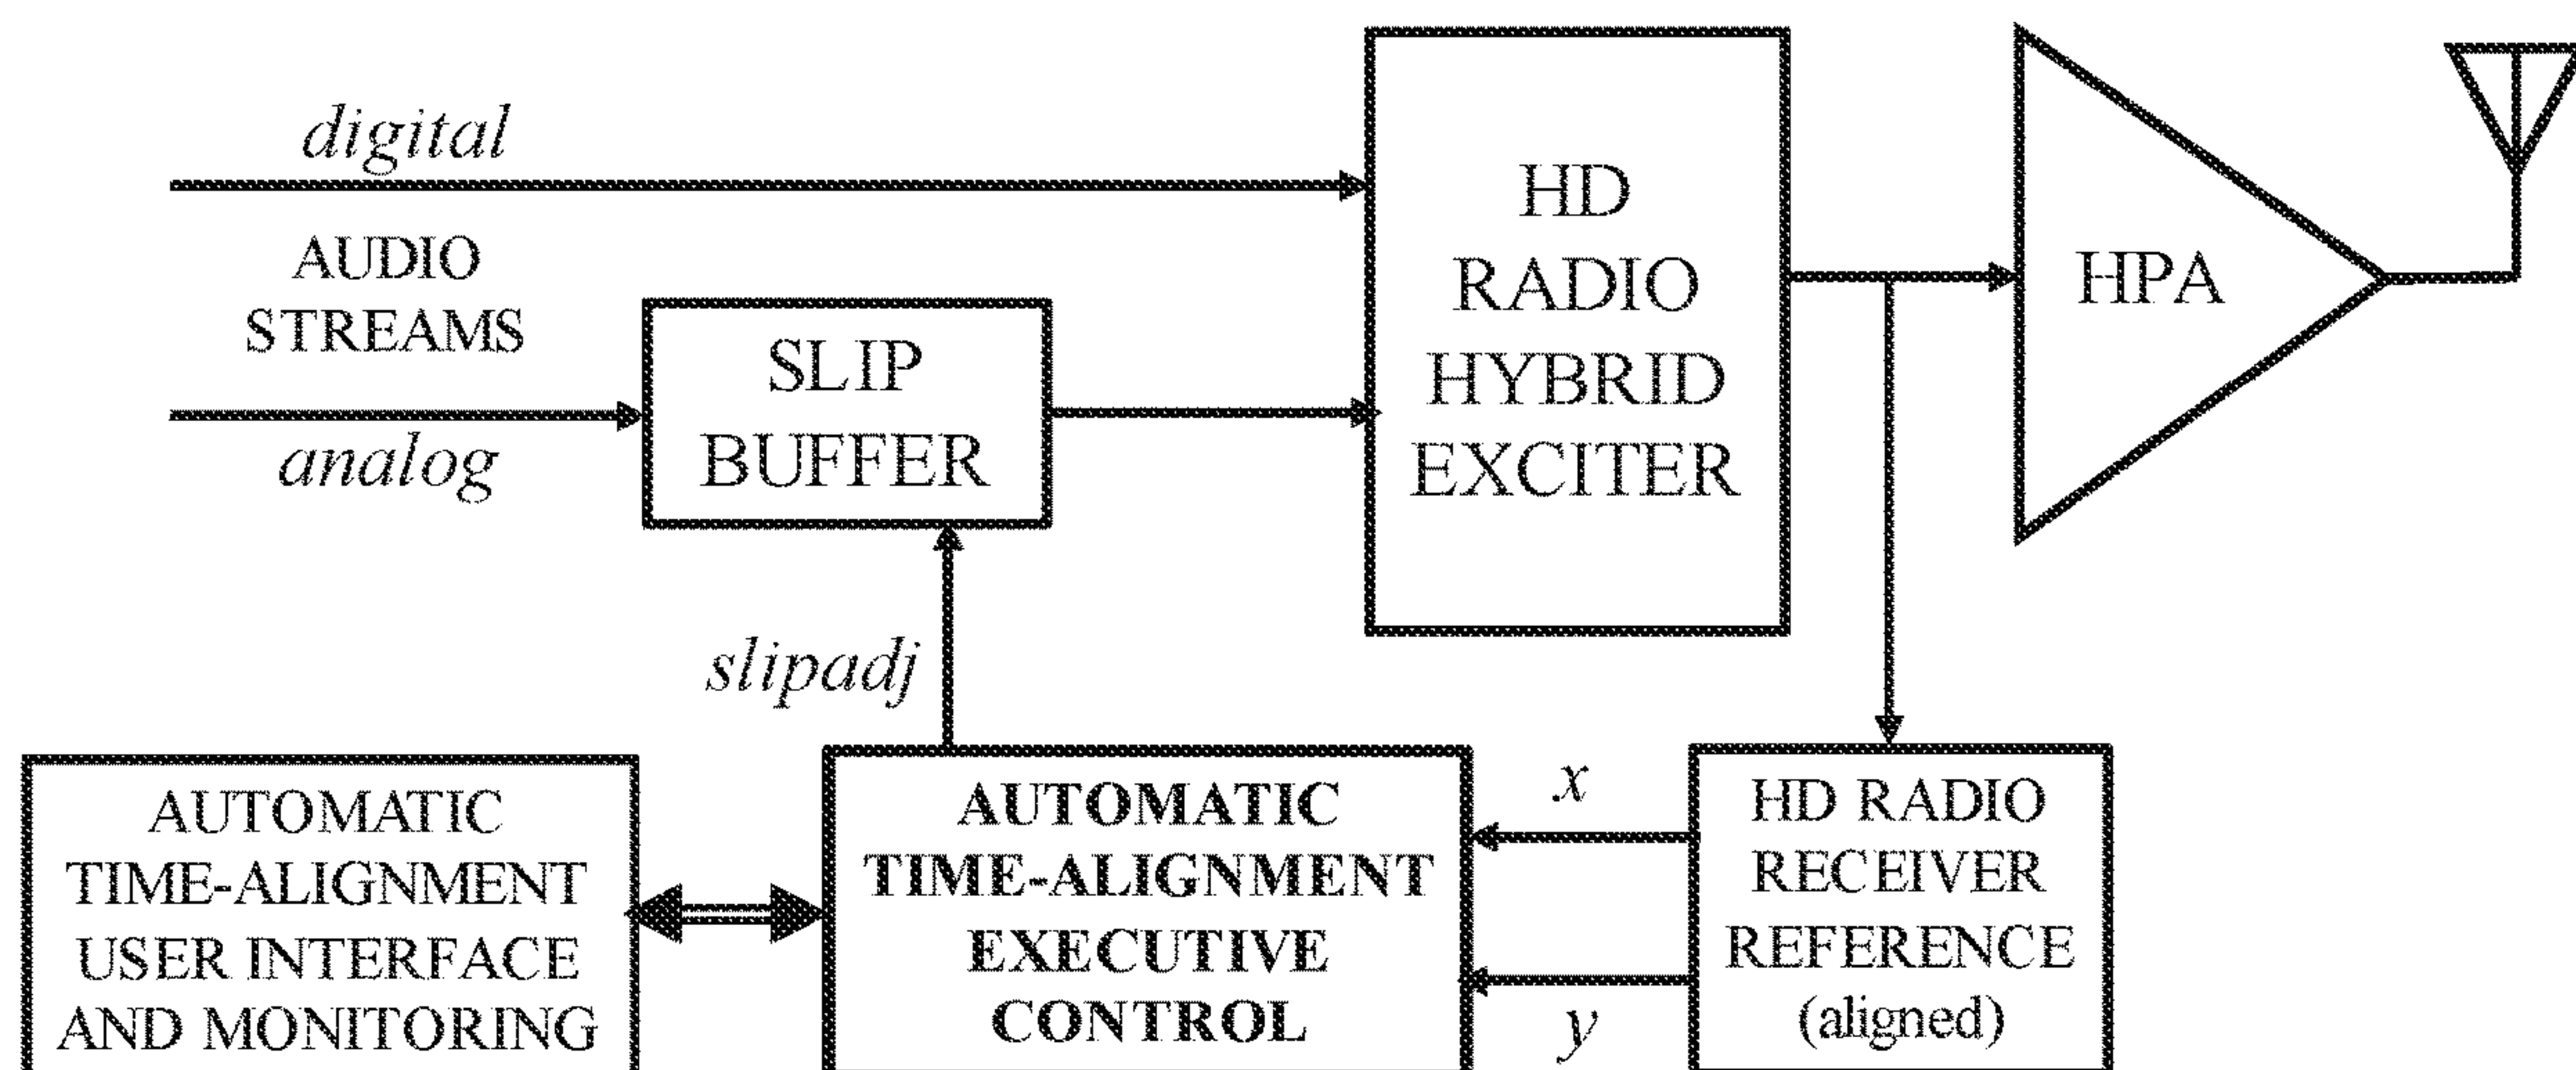 digital
AUDIO
STREAMS
analog
SLIP
BUFFER
HD
RADIO
HYBRID
EXCITER
HPA
slipadj
AUTOMATIC
TIME-ALIGNMENT
USER INTERFACE
AND MONITORING
AUTOMATIC
TIME-ALIGNMENT
EXECUTIVE
CONTROL
x
y
HD RADIO
RECEIVER
REFERENCE
(aligned)